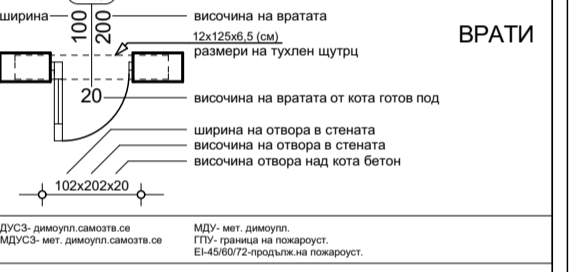 ширина
100
200
височина на вратата
ВРАТИ
12x125x6,5 (см)
размери на тухлен щутрц
20
височина на вратата от кота готов под
ширина на отвора в стената
височина на отвора в стената
височина отвора над кота бетон
102x202x20
ДУСЗ- димоупл.самозтв.се
МДУСЗ- мет. димоупл.самозтв.се
МДУ- мет. димоупл.
ГПУ- граница на пожароуст.
EI-45/60/72-продълж.на пожароуст.